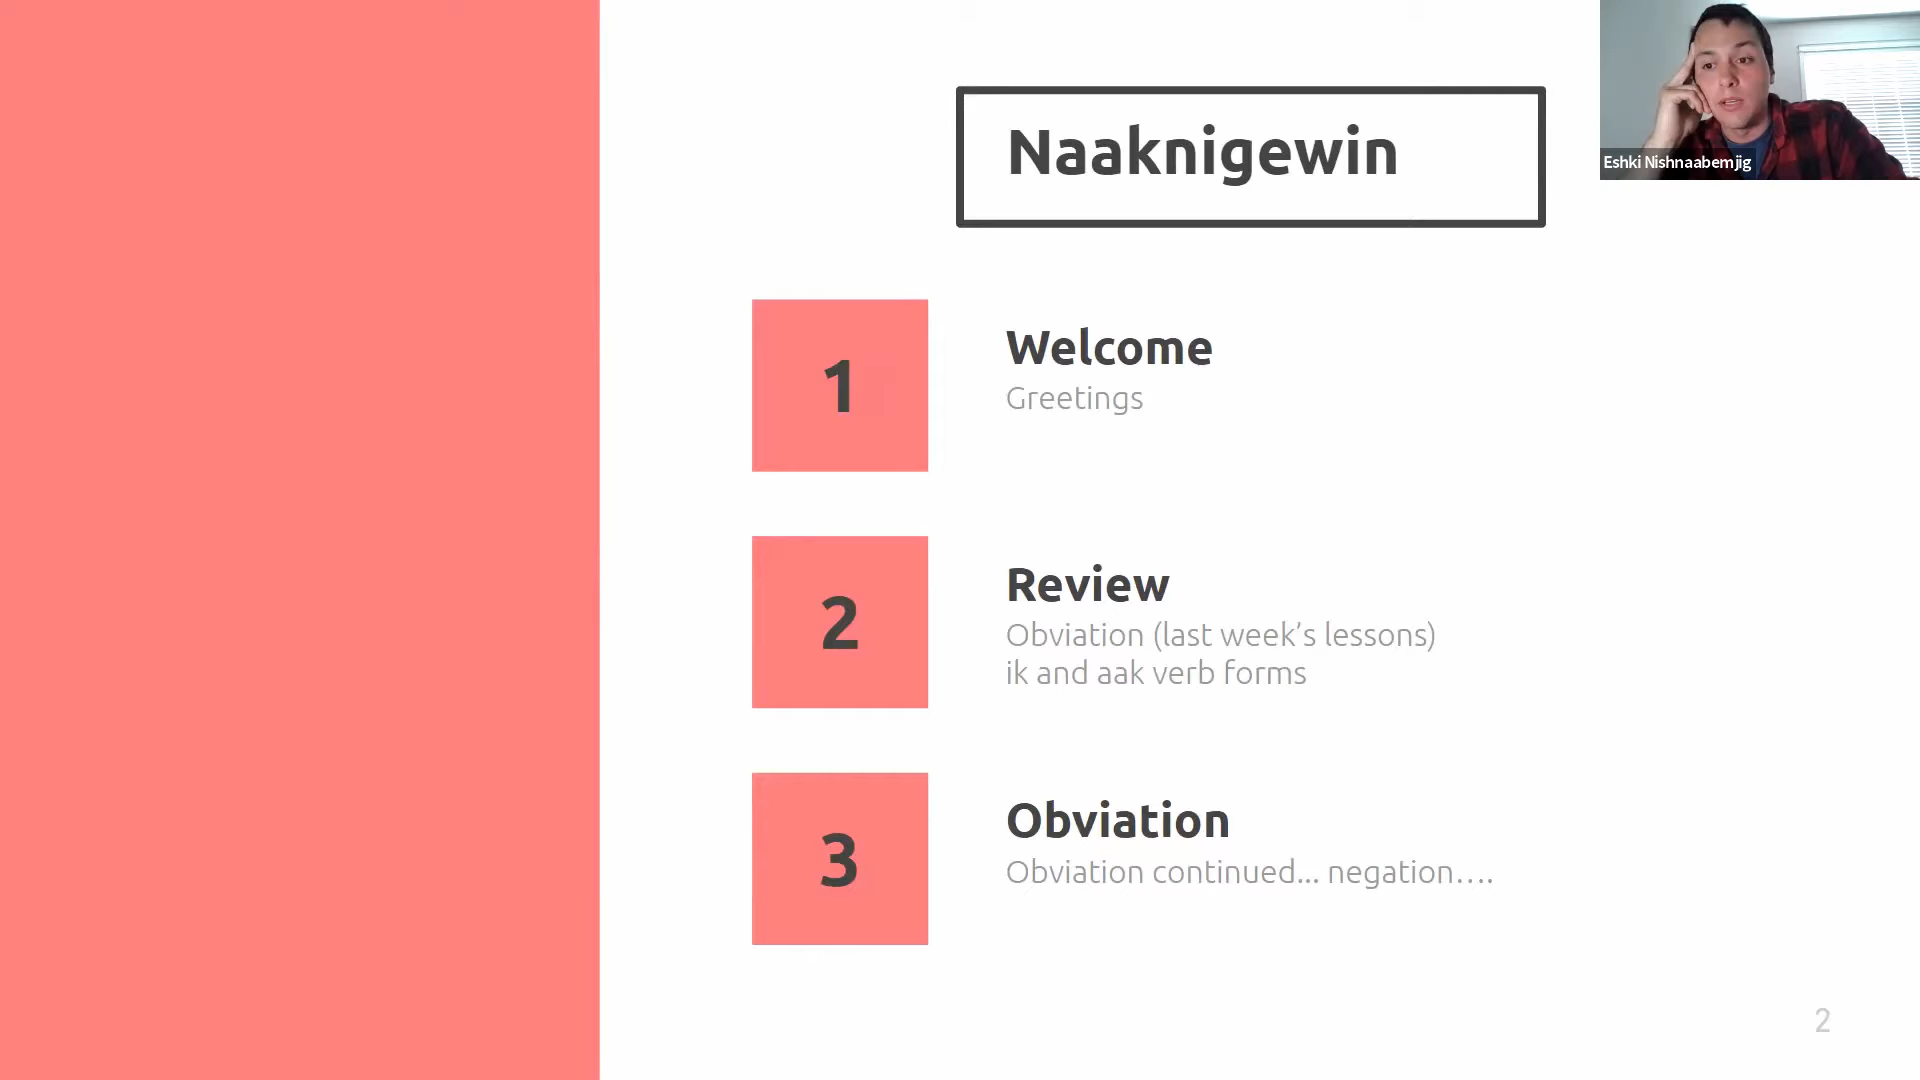 Naaknigewin
Eshki Nishnaabemjig
1
Welcome
Greetings
2
Review
Obviation (last week’s lessons)
ik and aak verb forms
3
Obviation
Obviation continued... negation....
2